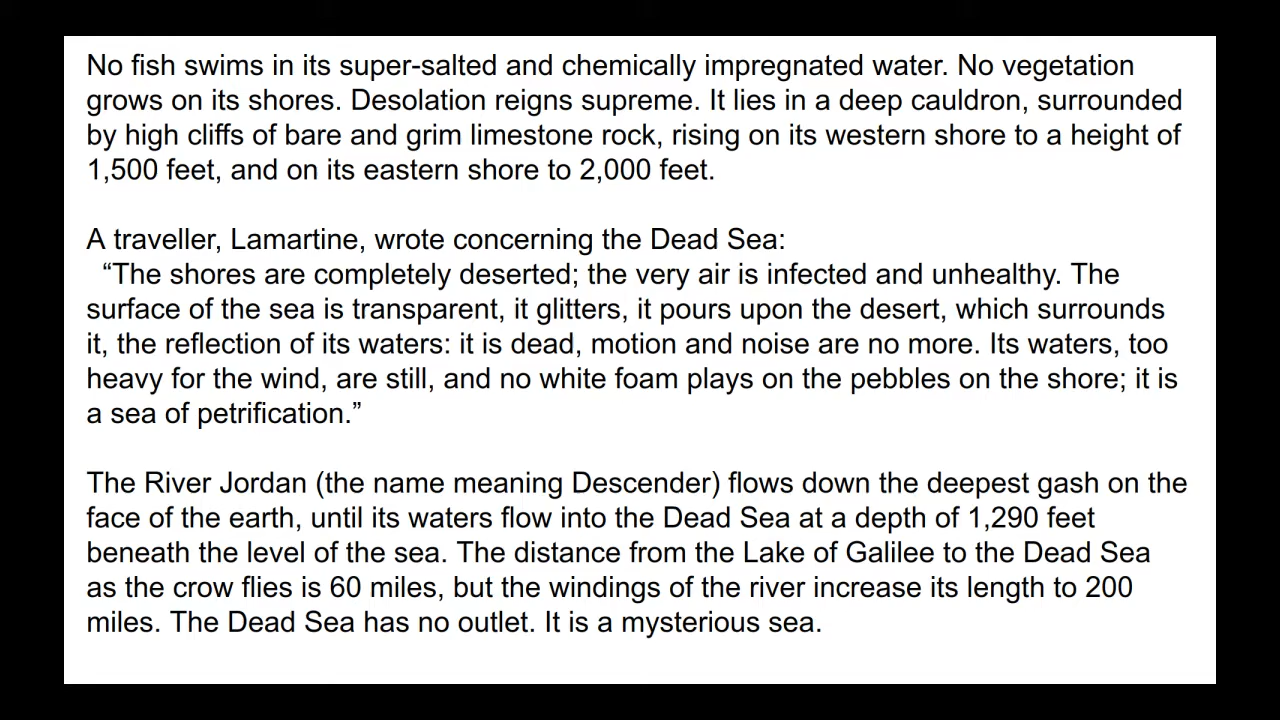 No fish swims in its super-salted and chemically impregnated water. No vegetation
grows on its shores. Desolation reigns supreme. It lies in a deep cauldron, surrounded
by high cliffs of bare and grim limestone rock, rising on its western shore to a height of
1,500 feet, and on its eastern shore to 2,000 feet.
A traveller, Lamartine, wrote concerning the Dead Sea:
“The shores are completely deserted; the very air is infected and unhealthy. The
surface of the sea is transparent, it glitters, it pours upon the desert, which surrounds
it, the reflection of its waters: it is dead, motion and noise are no more. Its waters, too
heavy for the wind, are still, and no white foam plays on the pebbles on the shore; it is
a sea of petrification.”
The River Jordan (the name meaning Descender) flows down the deepest gash on the
face of the earth, until its waters flow into the Dead Sea at a depth of 1,290 feet
beneath the level of the sea. The distance from the Lake of Galilee to the Dead Sea
as the crow flies is 60 miles, but the windings of the river increase its length to 200
miles. The Dead Sea has no outlet. It is a mysterious sea.